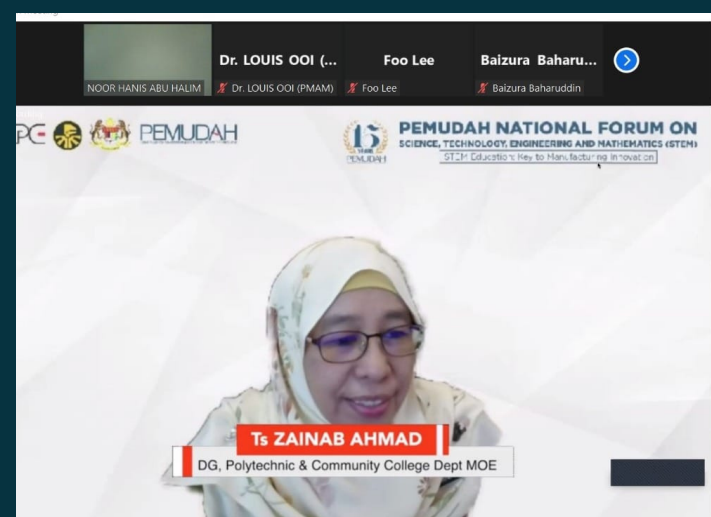 Dr. LOUIS OOI (...
Foo Lee
Baizura Baharu...
NOOR HANIS ABU HALIM
Dr. LOUIS OOI (PMAM)
Foo Lee
Baizura Baharuddin
PEMUDAH
15
PEMUDAH
PEMUDAH NATIONAL FORUM ON
SCIENCE, TECHNOLOGY, ENGINEERING AND MATHEMATICS (STEM)
STEM Education: Key to Manufacturing Innovation
Ts ZAINAB AHMAD
DG, Polytechnic & Community College Dept MOE